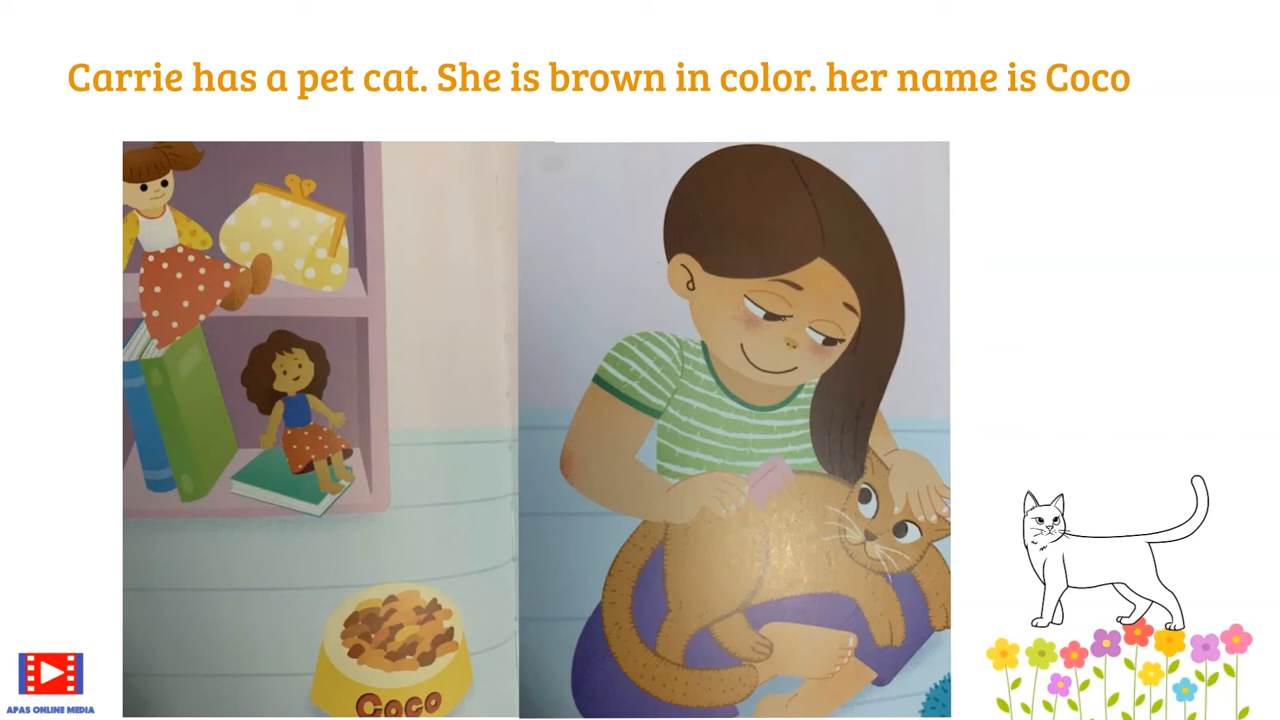 Carrie has a pet cat. She is brown in color. her name is Coco
Coco
APAS ONLINE MEDIA